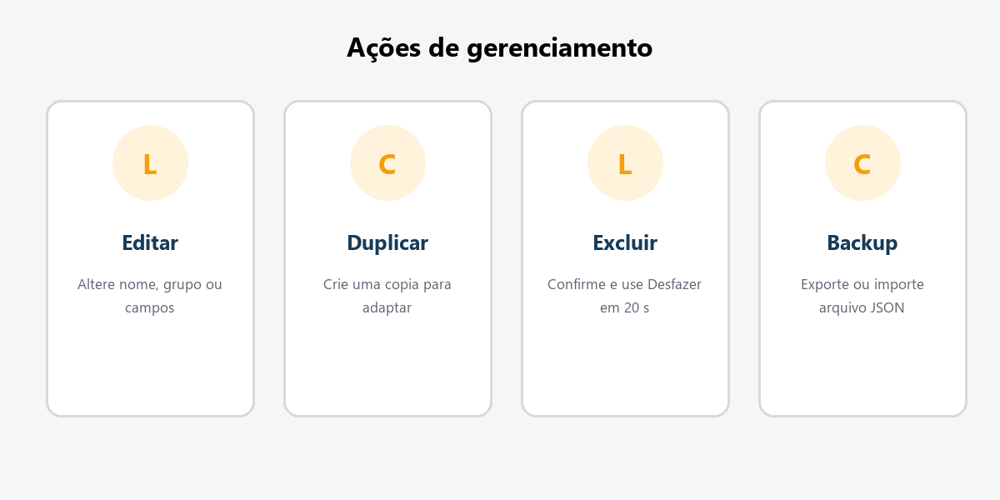 Ações de gerenciamento
L
Editar
Altere nome, grupo ou
campos
C
Duplicar
Crie uma copia para
adaptar
L
Excluir
Confirme e use Desfazer
em 20 s
C
Backup
Exporte ou importe
arquivo JSON